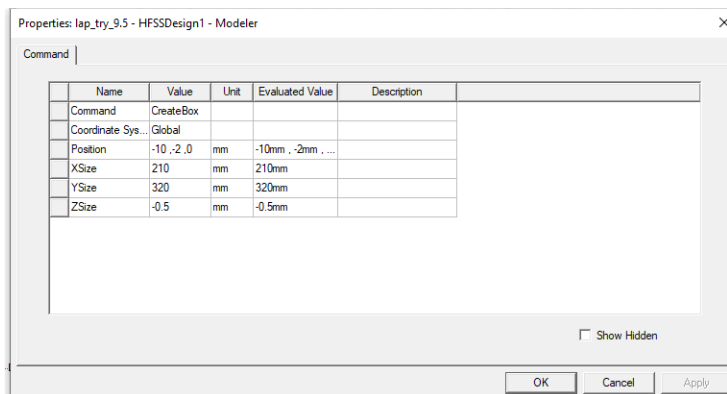 Properties: lap_try_9.5 - HFSSDesign1 - Modeler
Command
Name Value Unit Evaluated Value Description
Command CreateBox
Coordinate Sys... Global
Position -10 ,-2 ,0 mm -10mm , -2mm , ...
XSize 210 mm 210mm
YSize 320 mm 320mm
ZSize -0.5 mm -0.5mm
Show Hidden
OK Cancel Apply